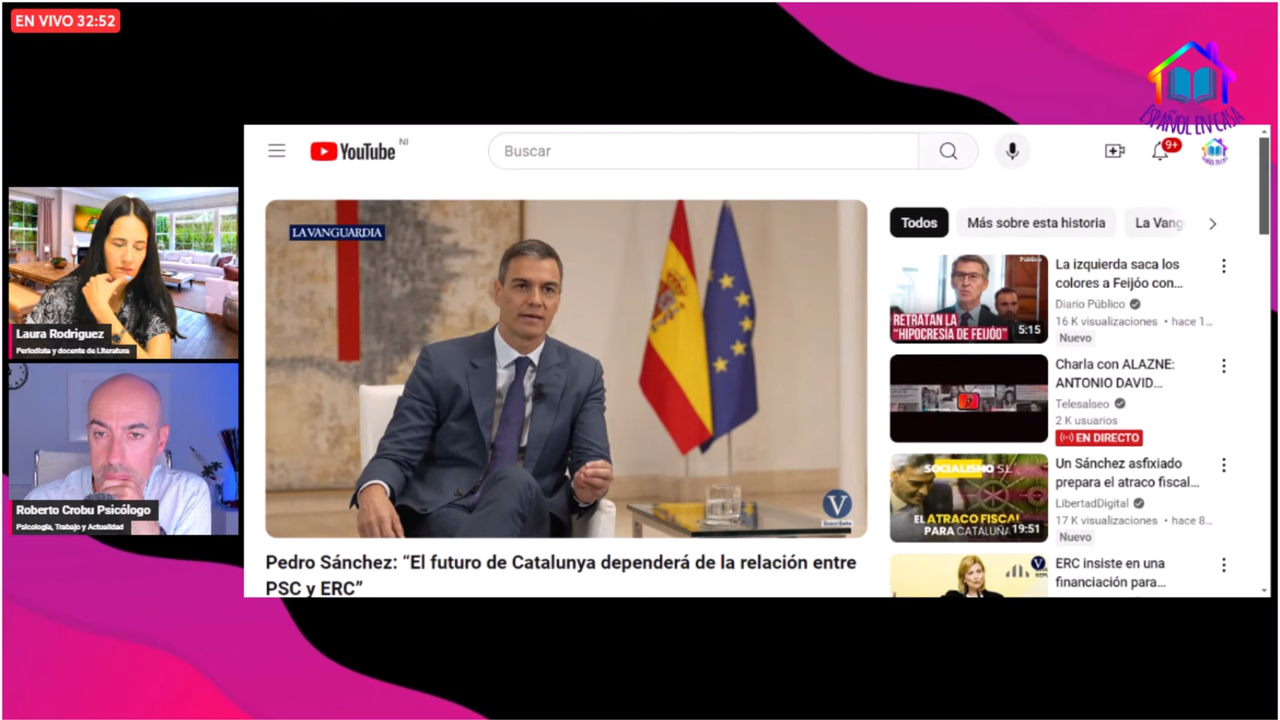 EN VIVO 32:52
ESPAÑOL EN CASA
YouTube NI
Buscar
9+
LA VANGUARDIA
V
Suscríbete
Pedro Sánchez: “El futuro de Catalunya dependerá de la relación entre
PSC y ERC”
Laura Rodriguez
Periodista y docente de Literatura
Roberto Crobu Psicólogo
Psicología, Trabajo y Actualidad
Todos
Más sobre esta historia
La Vang
Público
RETRATAN LA
“HIPOCRESÍA DE FEIJÓO”
5:15
La izquierda saca los
colores a Feijóo con...
Diario Público
16 K visualizaciones • hace 1...
Nuevo
Charla con ALAZNE:
ANTONIO DAVID...
Telesalseo
2 K usuarios
EN DIRECTO
SOCIALISMO S.L.
EL ATRACO FISCAL
PARA CATALUÑA
19:51
Un Sánchez asfixiado
prepara el atraco fiscal...
LibertadDigital
17 K visualizaciones • hace 8...
Nuevo
V
ERC insiste en una
financiación para...